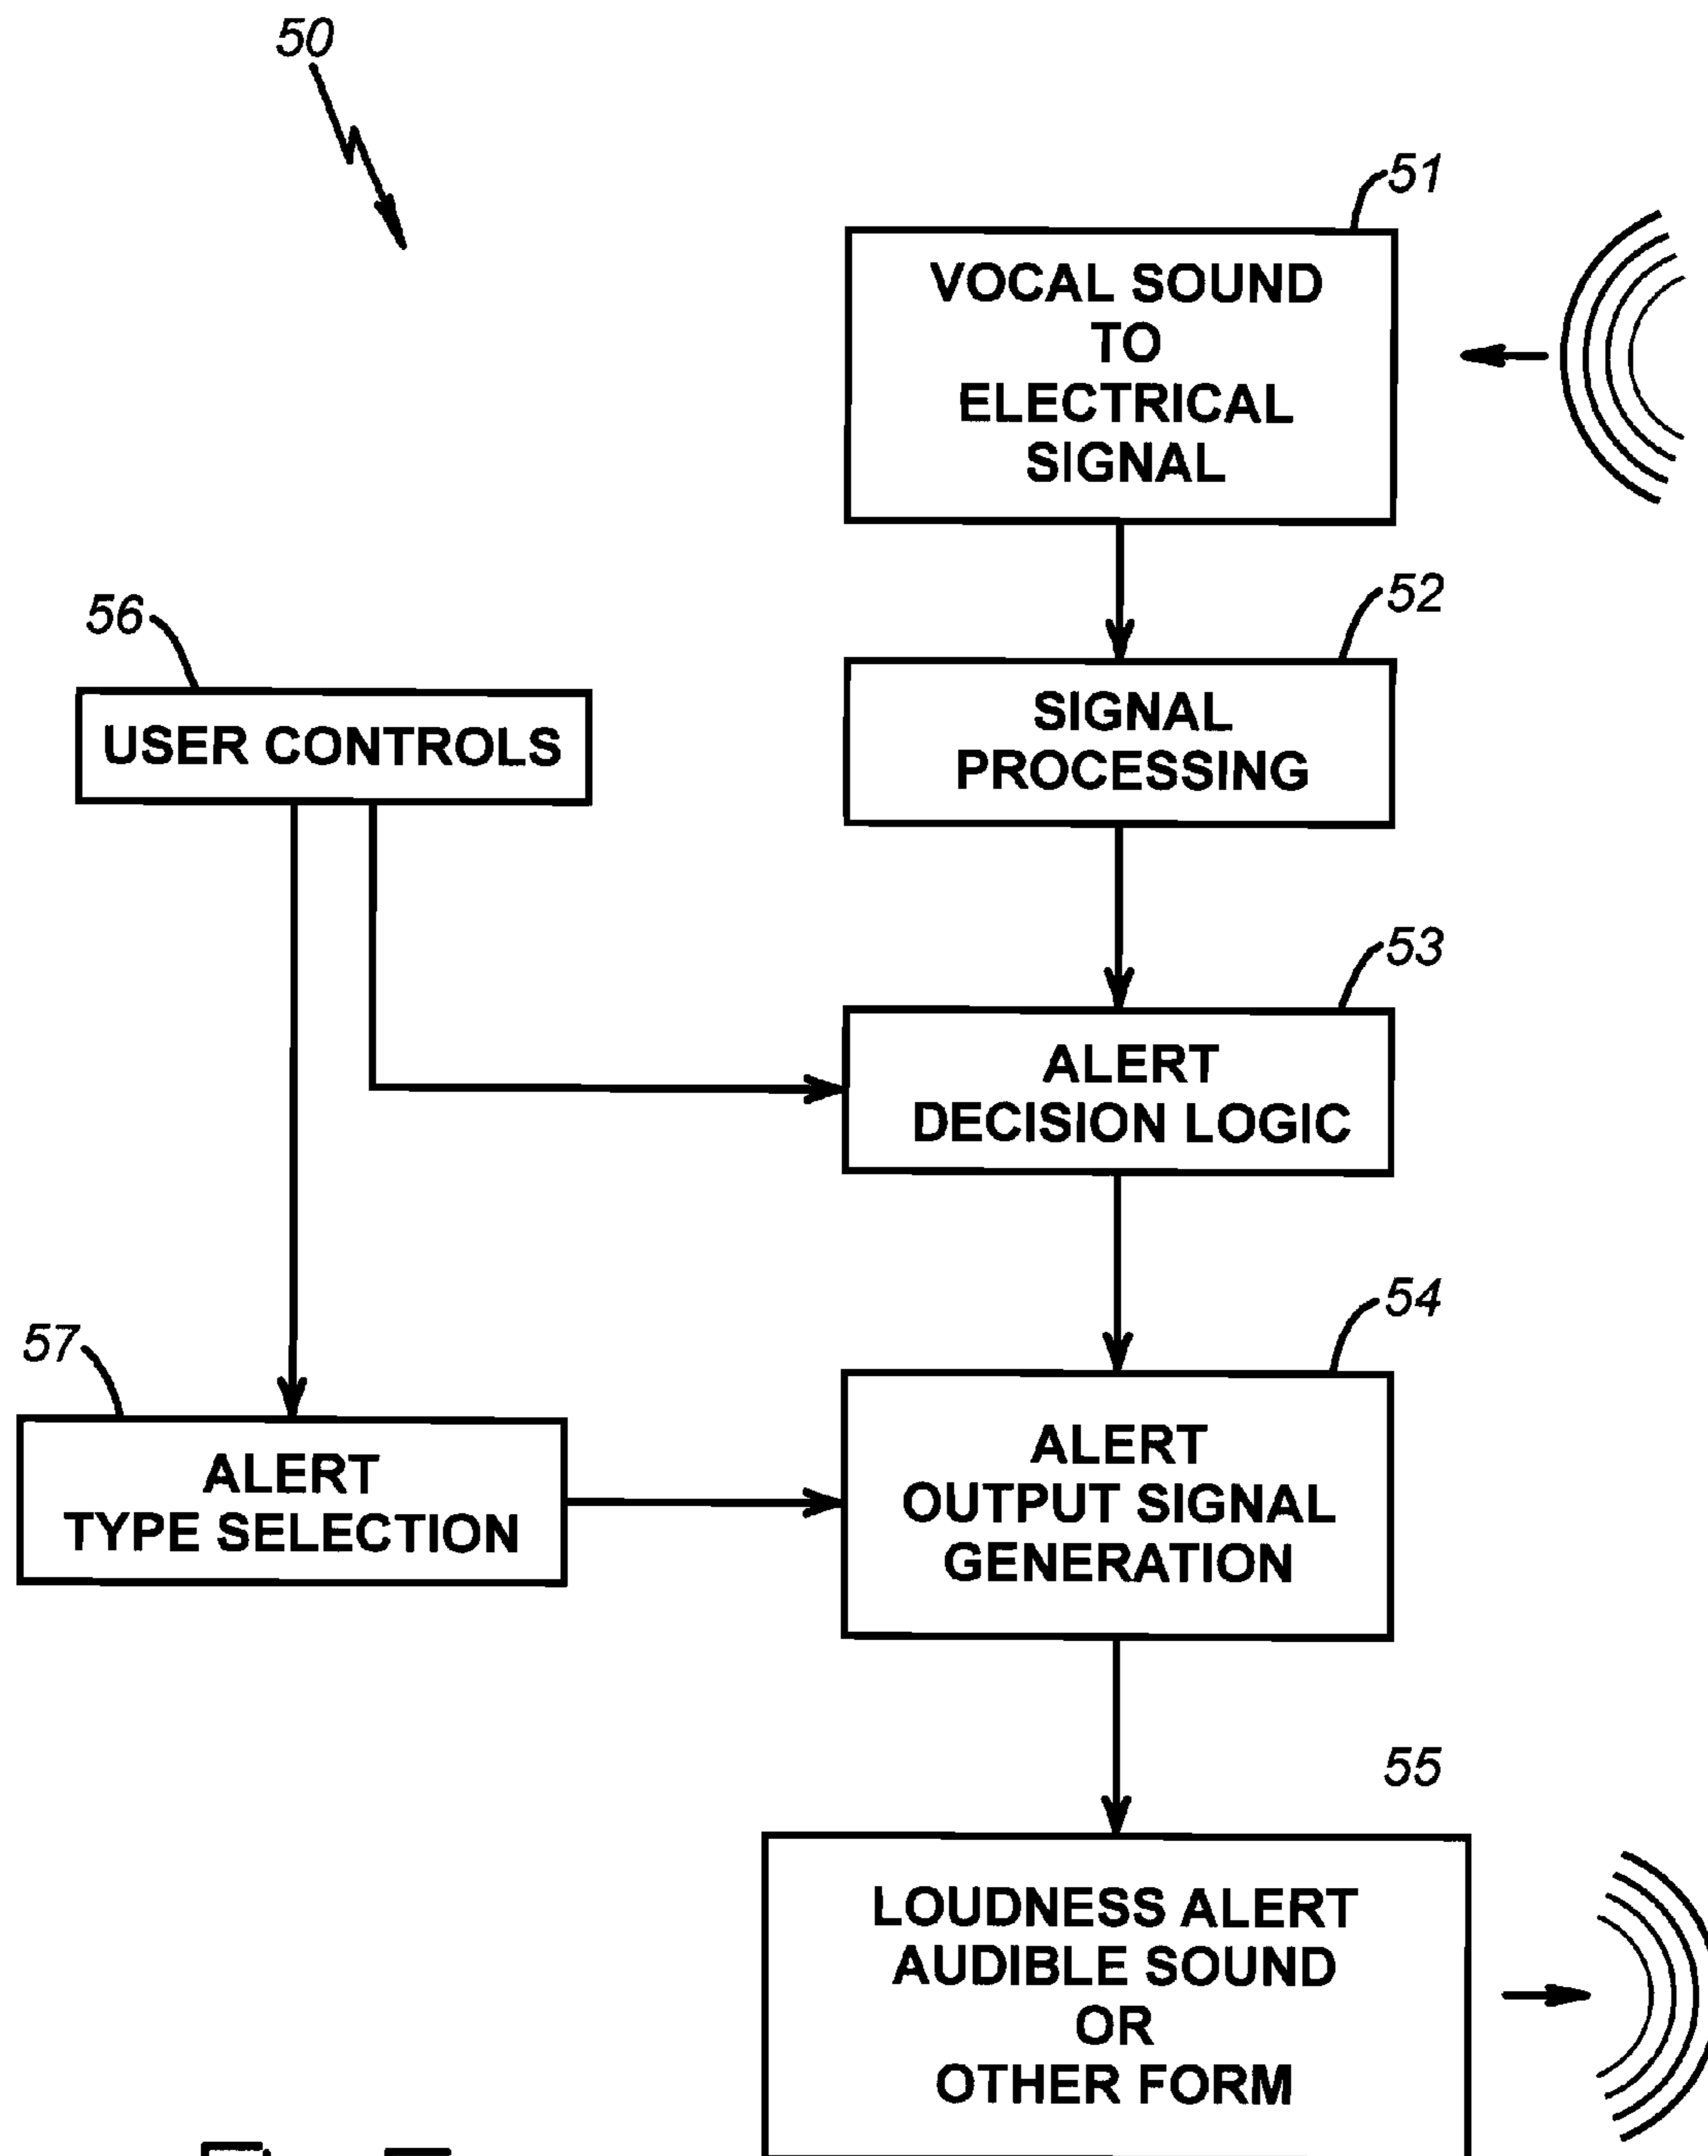 50
51
VOCAL SOUND
TO
ELECTRICAL
SIGNAL
52
56
USER CONTROLS
SIGNAL
PROCESSING
53
ALERT
DECISION LOGIC
54
57
ALERT
TYPE SELECTION
ALERT
OUTPUT SIGNAL
GENERATION
55
LOUDNESS ALERT
AUDIBLE SOUND
OR
OTHER FORM